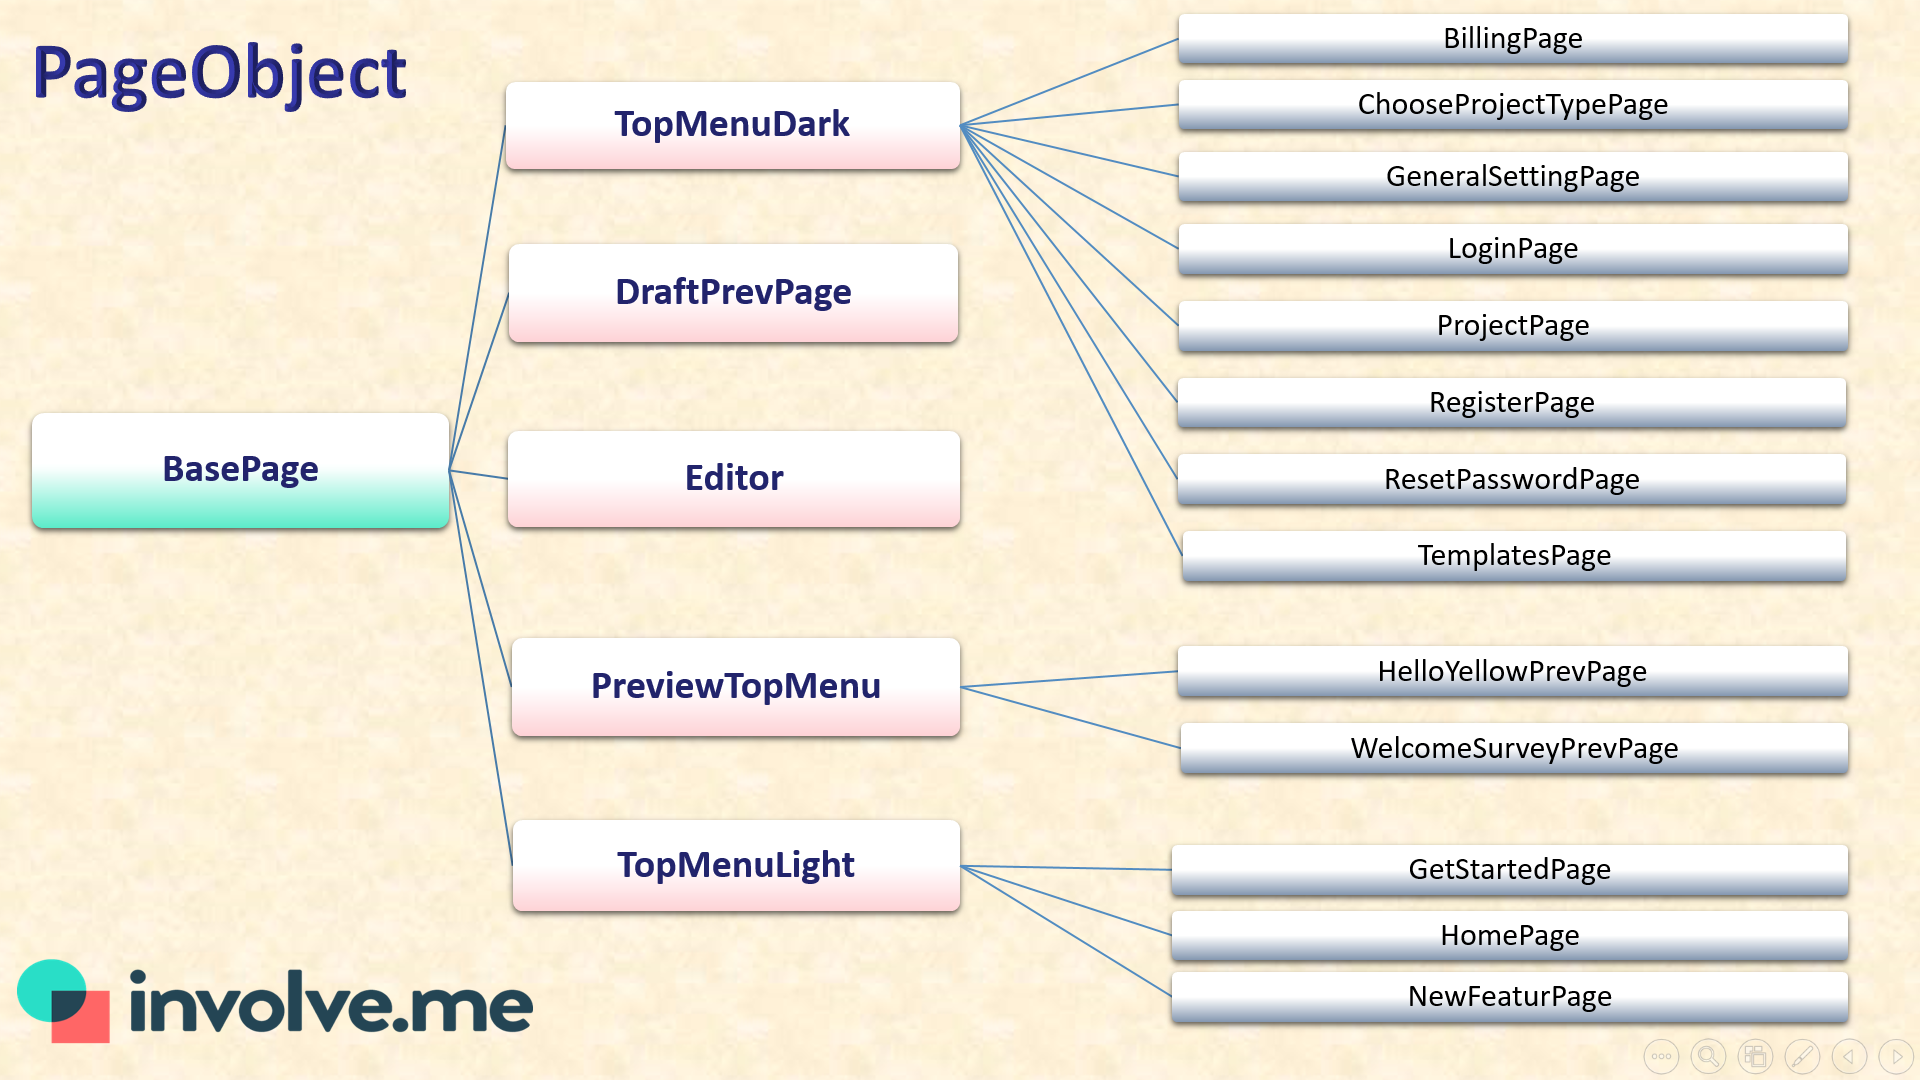 PageObject
BasePage
TopMenuDark
DraftPrevPage
Editor
PreviewTopMenu
TopMenuLight
BillingPage
ChooseProjectTypePage
GeneralSettingPage
LoginPage
ProjectPage
RegisterPage
ResetPasswordPage
TemplatesPage
HelloYellowPrevPage
WelcomeSurveyPrevPage
GetStartedPage
HomePage
NewFeaturPage
involve.me